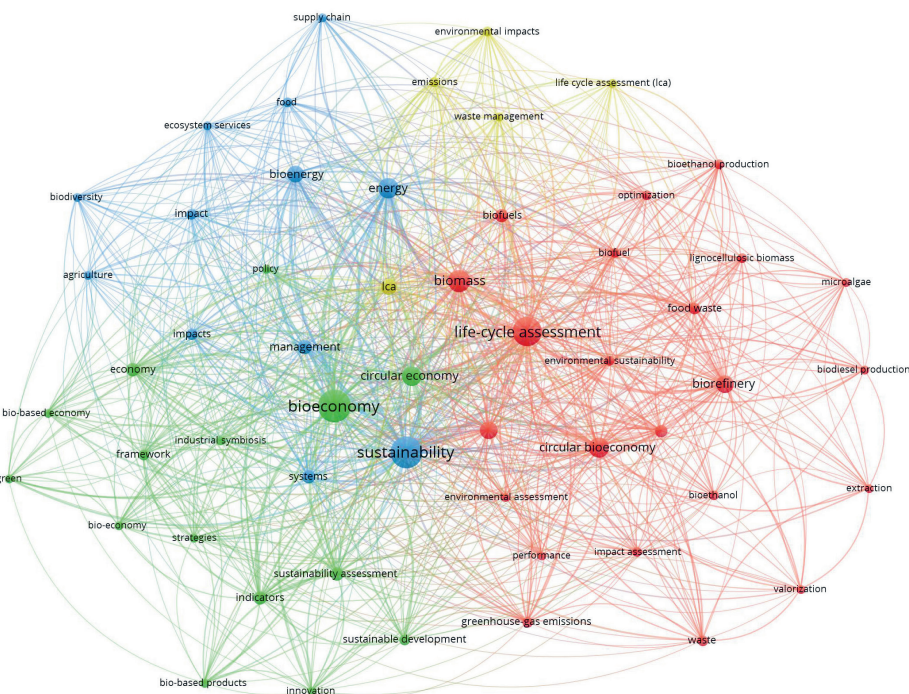 supply chain
environmental impacts
emissions
life cycle assessment (lca)
food
waste management
ecosystem services
bioethanol production
bioenergy
energy
biodiversity
optimization
impact
biofuels
biofuel
lignocellulosic biomass
policy
agriculture
biomass
microalgae
lca
food waste
life-cycle assessment
impacts
management
environmental sustainability
economy
circular economy
biodiesel production
biorefinery
bioeconomy
bio-based economy
industrial symbiosis
circular bioeconomy
framework
sustainability
green
systems
extraction
environmental assessment
bioethanol
bio-economy
strategies
performance
impact assessment
sustainability assessment
valorization
indicators
greenhouse-gas emissions
sustainable development
waste
bio-based products
innovation